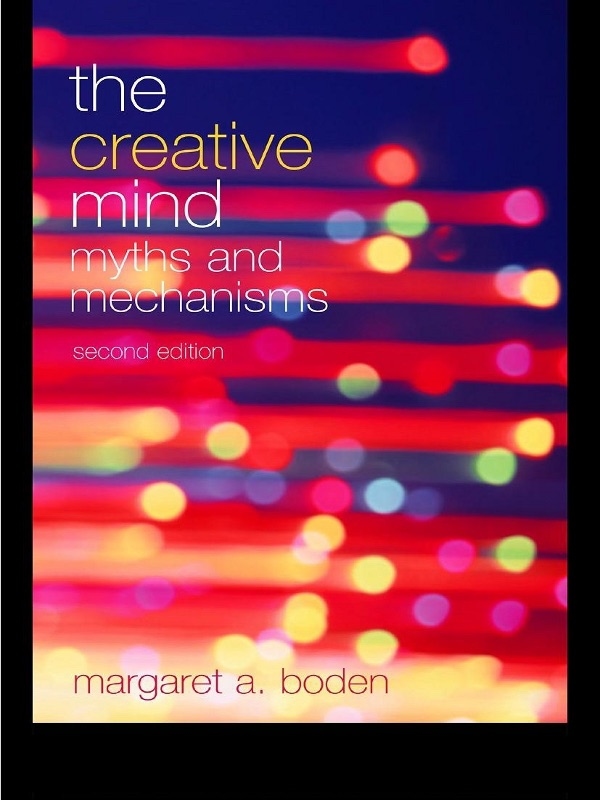 the
creative
mind
myths and
mechanisms
second edition
margaret a. boden